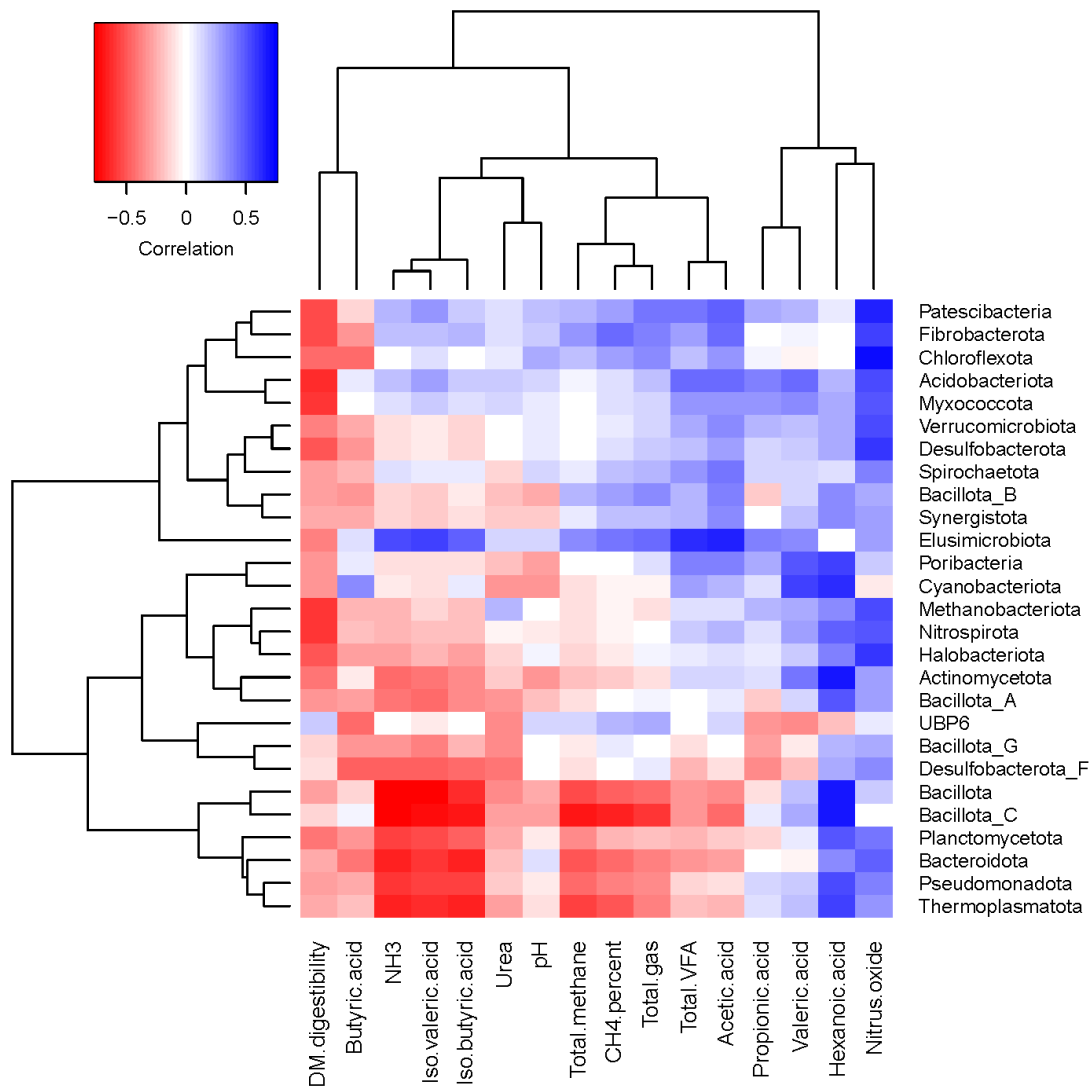 −0.5 0 0.5
Correlation
Patescibacteria
Fibrobacterota
Chloroflexota
Acidobacteriota
Myxococcota
Verrucomicrobiota
Desulfobacterota
Spirochaetota
Bacillota_B
Synergistota
Elusimicrobiota
Poribacteria
Cyanobacteriota
Methanobacteriota
Nitrospirota
Halobacteriota
Actinomycetota
Bacillota_A
UBP6
Bacillota_G
Desulfobacterota_F
Bacillota
Bacillota_C
Planctomycetota
Bacteroidota
Pseudomonadota
Thermoplasmatota
DM.digestibility
Butyric.acid
NH3
Iso.valeric.acid
Iso.butyric.acid
Urea
pH
Total.methane
CH4.percent
Total.gas
Total.VFA
Acetic.acid
Propionic.acid
Valeric.acid
Hexanoic.acid
Nitrus.oxide